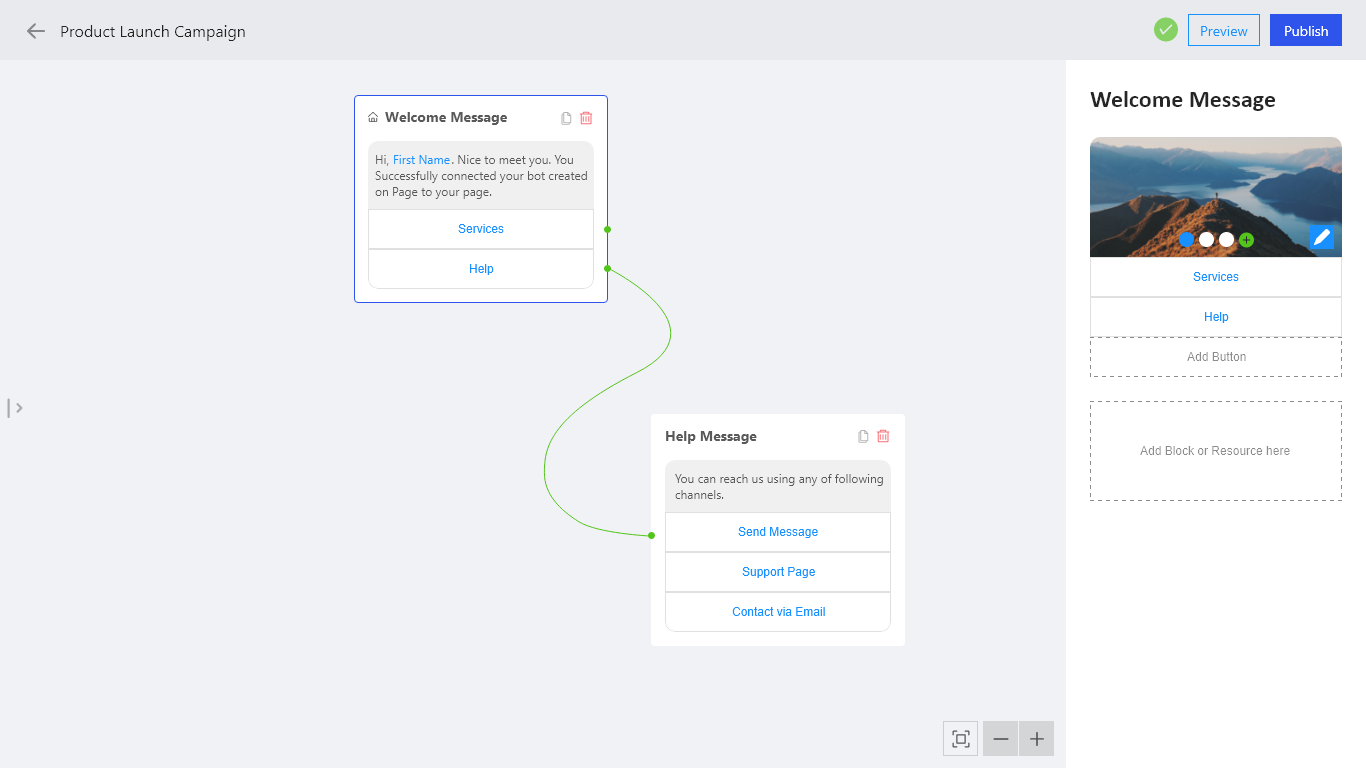 Product Launch Campaign
Preview
Publish
Welcome Message
Hi, First Name. Nice to meet you. You
Successfully connected your bot created
on Page to your page.
Services
Help
Help Message
You can reach us using any of following
channels.
Send Message
Support Page
Contact via Email
Welcome Message
Services
Help
Add Button
Add Block or Resource here